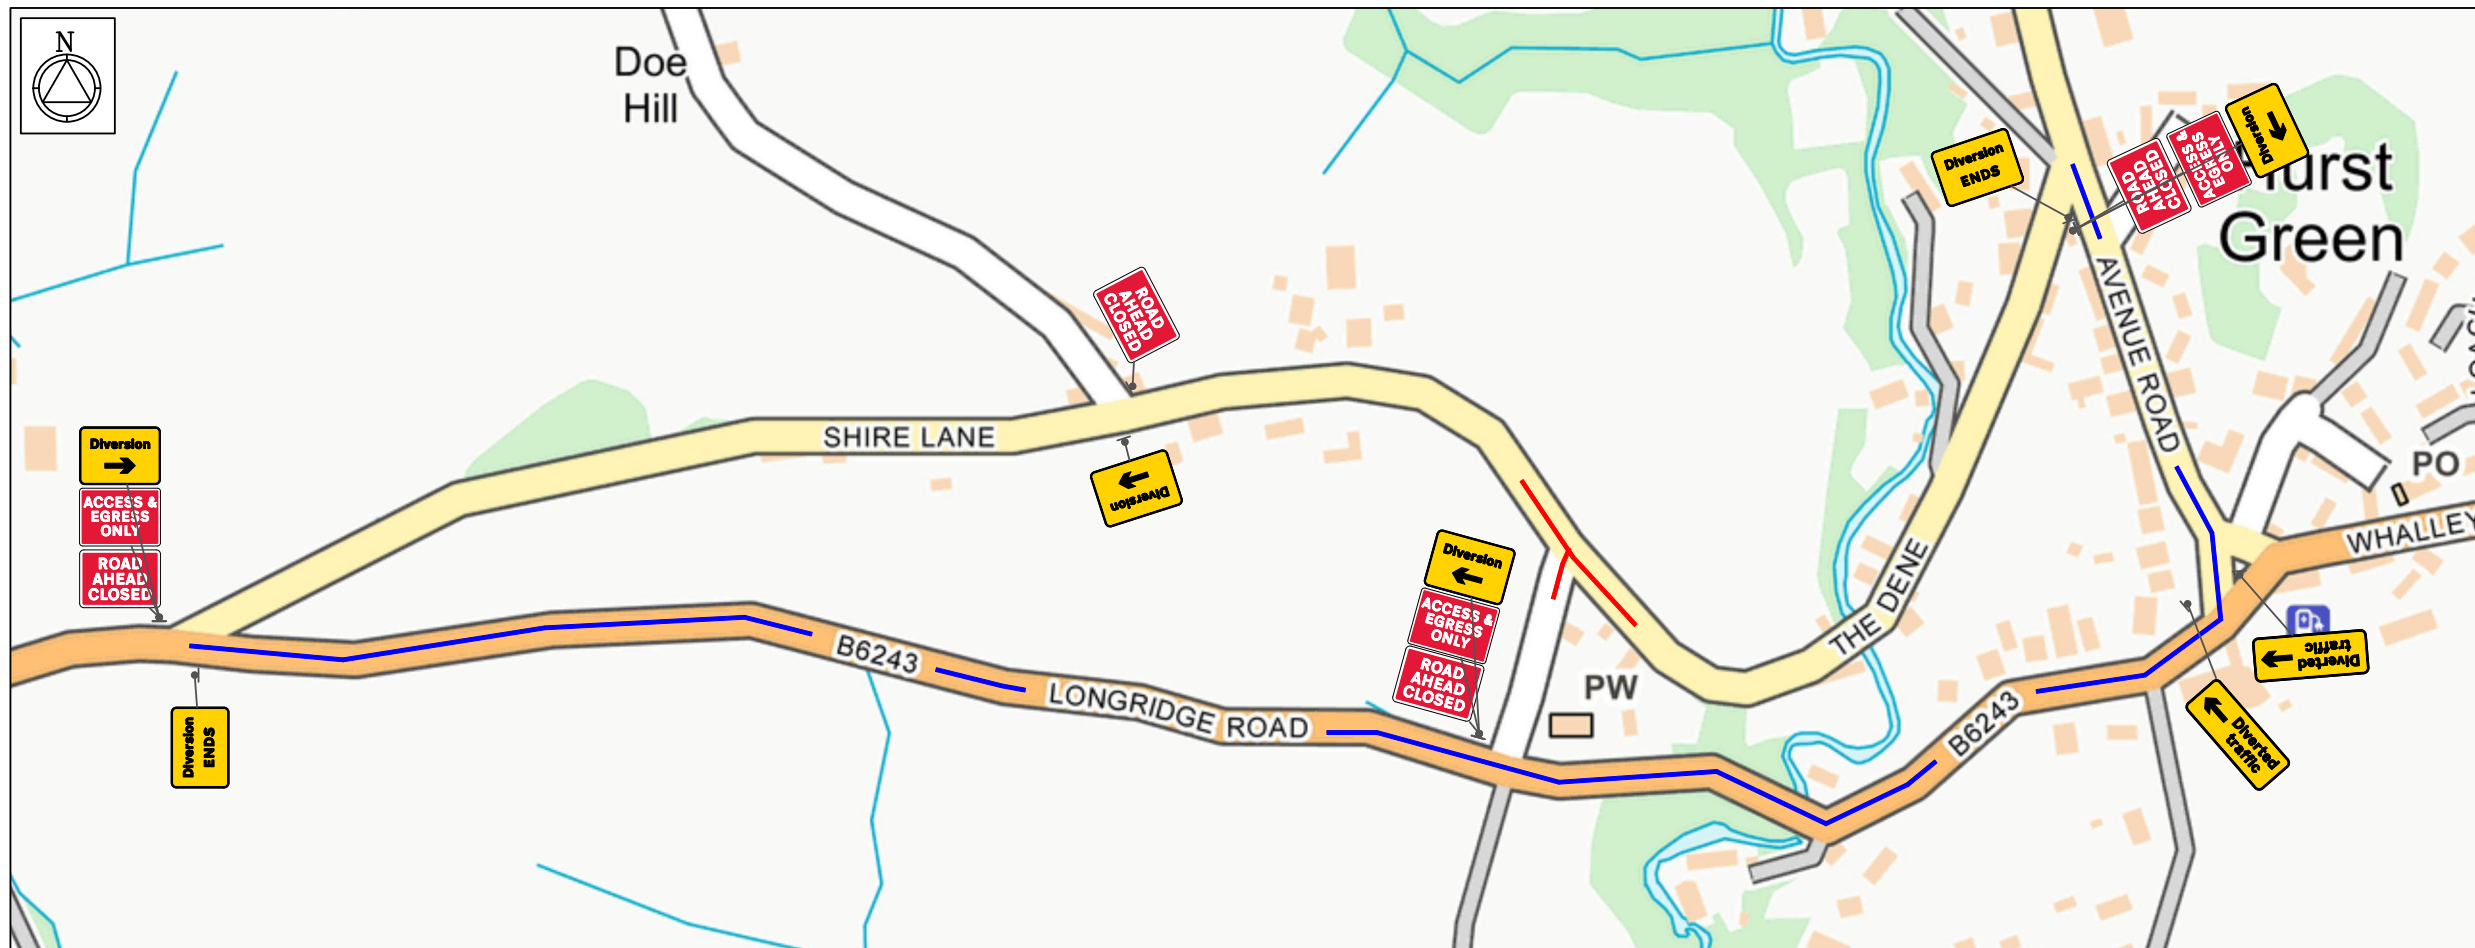 N
Doe
Hill
Hurst
Green
Diversion
ENDS
ROAD
AHEAD
CLOSED
ACCESS &
EGRESS
ONLY
Diversion
ROAD
AHEAD
CLOSED
AVENUE ROAD
SHIRE LANE
Diversion
ACCESS &
EGRESS
ONLY
ROAD
AHEAD
CLOSED
Diversion
PO
WHALLEY
Diversion
ACCESS &
EGRESS
ONLY
ROAD
AHEAD
CLOSED
THE DENE
B6243
LONGRIDGE ROAD
PW
B6243
Diverted
traffic
Diverted
traffic
Diversion
ENDS